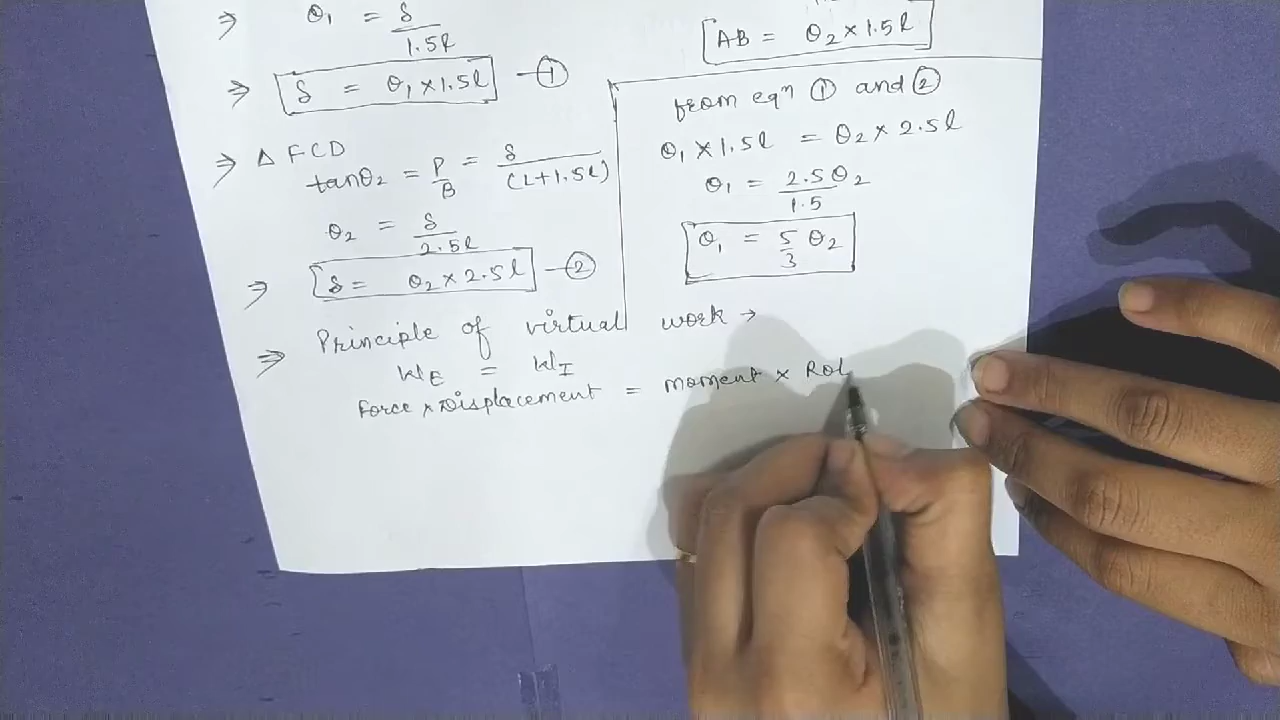 ⇒ θ₁ = δ/1.5l
⇒ δ = θ₁ × 1.5l —①
⇒ △ FCD
tanθ₂ = P/B = δ/(L+1.5l)
θ₂ = δ/2.5l
⇒ δ = θ₂ × 2.5l —②
AB = θ₂ × 1.5l
from eqⁿ ① and ②
θ₁ × 1.5l = θ₂ × 2.5l
θ₁ = 2.5θ₂/1.5
θ₁ = 5/3 θ₂
⇒ Principle of virtual work →
WE = WI
Force × Displacement = Moment × Rot